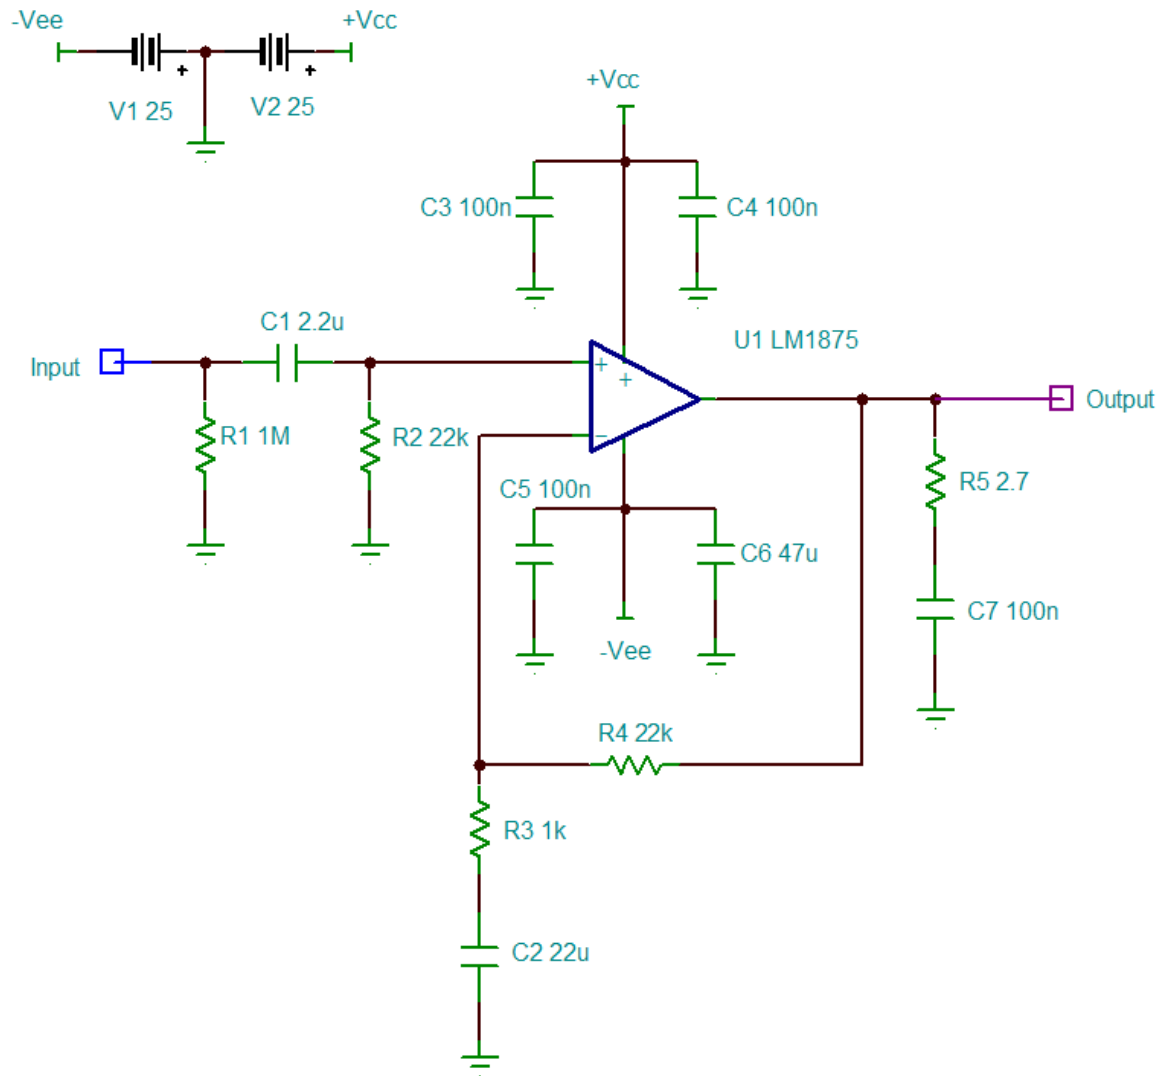 -Vee
+Vcc
V1 25
V2 25
+Vcc
C3 100n
C4 100n
C1 2.2u
U1 LM1875
Input
Output
R1 1M
R2 22k
R5 2.7
C5 100n
C6 47u
C7 100n
-Vee
R4 22k
R3 1k
C2 22u